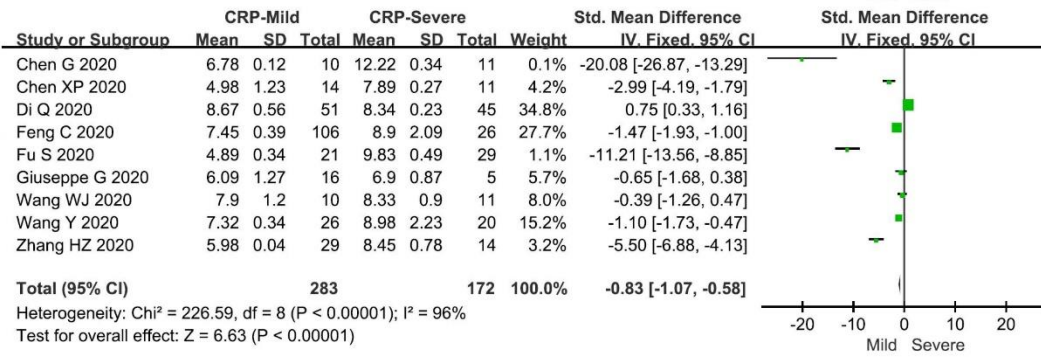 CRP-Mild CRP-Severe Std. Mean Difference Std. Mean Difference
Study or Subgroup Mean SD Total Mean SD Total Weight IV. Fixed. 95% CI IV. Fixed. 95% CI
Chen G 2020 6.78 0.12 10 12.22 0.34 11 0.1% -20.08 [-26.87, -13.29]
Chen XP 2020 4.98 1.23 14 7.89 0.27 11 4.2% -2.99 [-4.19, -1.79]
Di Q 2020 8.67 0.56 51 8.34 0.23 45 34.8% 0.75 [0.33, 1.16]
Feng C 2020 7.45 0.39 106 8.9 2.09 26 27.7% -1.47 [-1.93, -1.00]
Fu S 2020 4.89 0.34 21 9.83 0.49 29 1.1% -11.21 [-13.56, -8.85]
Giuseppe G 2020 6.09 1.27 16 6.9 0.87 5 5.7% -0.65 [-1.68, 0.38]
Wang WJ 2020 7.9 1.2 10 8.33 0.9 11 8.0% -0.39 [-1.26, 0.47]
Wang Y 2020 7.32 0.34 26 8.98 2.23 20 15.2% -1.10 [-1.73, -0.47]
Zhang HZ 2020 5.98 0.04 29 8.45 0.78 14 3.2% -5.50 [-6.88, -4.13]
Total (95% CI) 283 172 100.0% -0.83 [-1.07, -0.58]
Heterogeneity: Chi² = 226.59, df = 8 (P < 0.00001); I² = 96%
Test for overall effect: Z = 6.63 (P < 0.00001)
-20 -10 0 10 20
Mild Severe